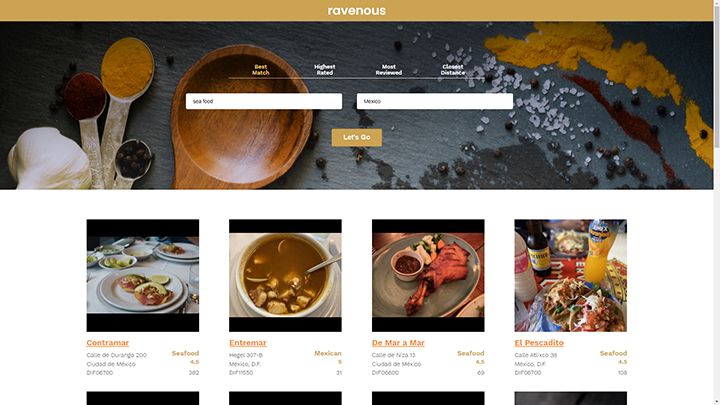 ravenous
Best
Match
Highest
Rated
Most
Reviewed
Closest
Distance
sea food
Mexico
Let's Go
Contramar
Calle de Durango 200
Ciudad de México
DIF06700
Seafood
4.5
382
Entremar
Hegel 307-B
México, D.F.
DIF11550
Mexican
5
31
De Mar a Mar
Calle de Niza 13
Ciudad de México
DIF06600
Seafood
4.5
69
El Pescadito
Calle Atlixco 38
México, D.F.
DIF06700
Seafood
4.5
108